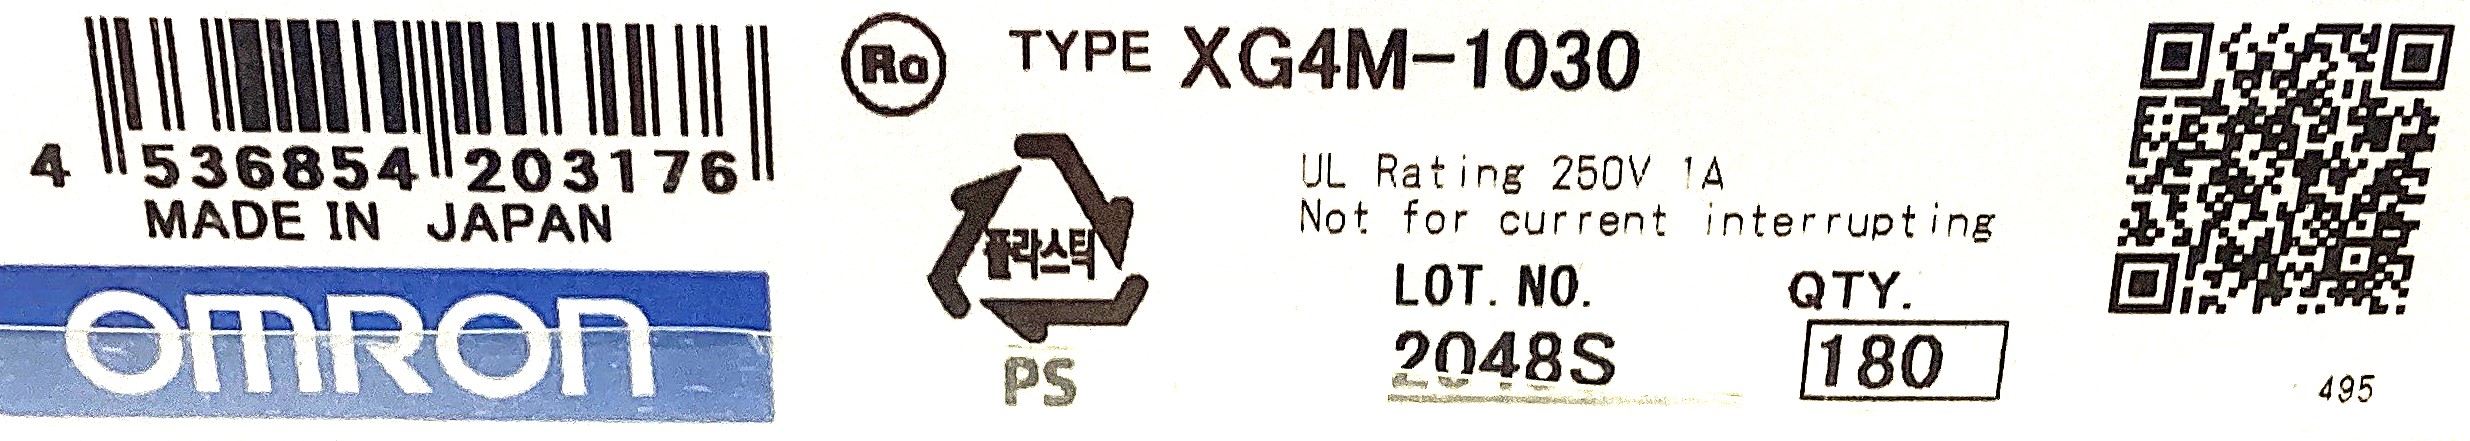 4 536854 203176
MADE IN JAPAN
OMRON
Ro
TYPE XG4M-1030
플라스틱
PS
UL Rating 250V 1A
Not for current interrupting
LOT. NO. QTY.
2048S 180
495